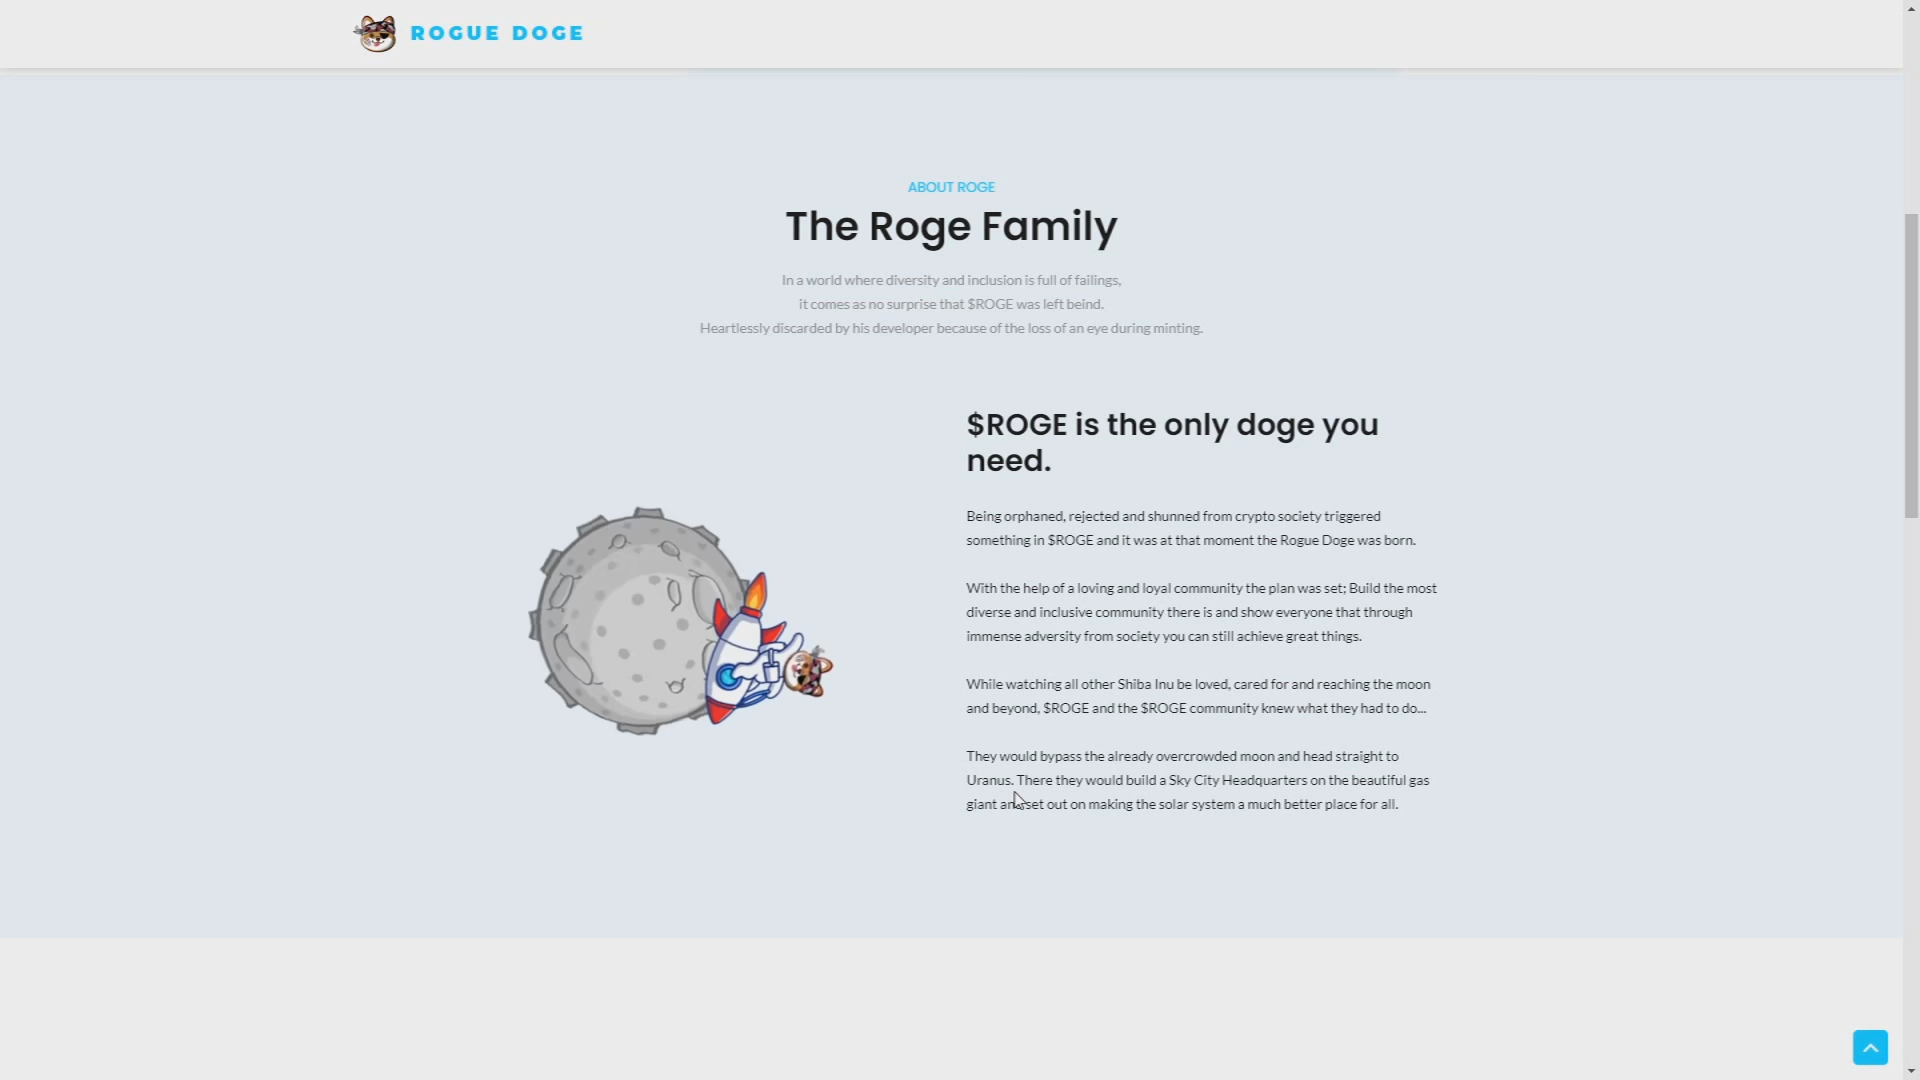 ROGUE DOGE
ABOUT ROGE
The Roge Family
In a world where diversity and inclusion is full of failings,
it comes as no surprise that $ROGE was left beind.
Heartlessly discarded by his developer because of the loss of an eye during minting.
$ROGE is the only doge you
need.
Being orphaned, rejected and shunned from crypto society triggered
something in $ROGE and it was at that moment the Rogue Doge was born.
With the help of a loving and loyal community the plan was set; Build the most
diverse and inclusive community there is and show everyone that through
immense adversity from society you can still achieve great things.
While watching all other Shiba Inu be loved, cared for and reaching the moon
and beyond, $ROGE and the $ROGE community knew what they had to do...
They would bypass the already overcrowded moon and head straight to
Uranus. There they would build a Sky City Headquarters on the beautiful gas
giant and set out on making the solar system a much better place for all.